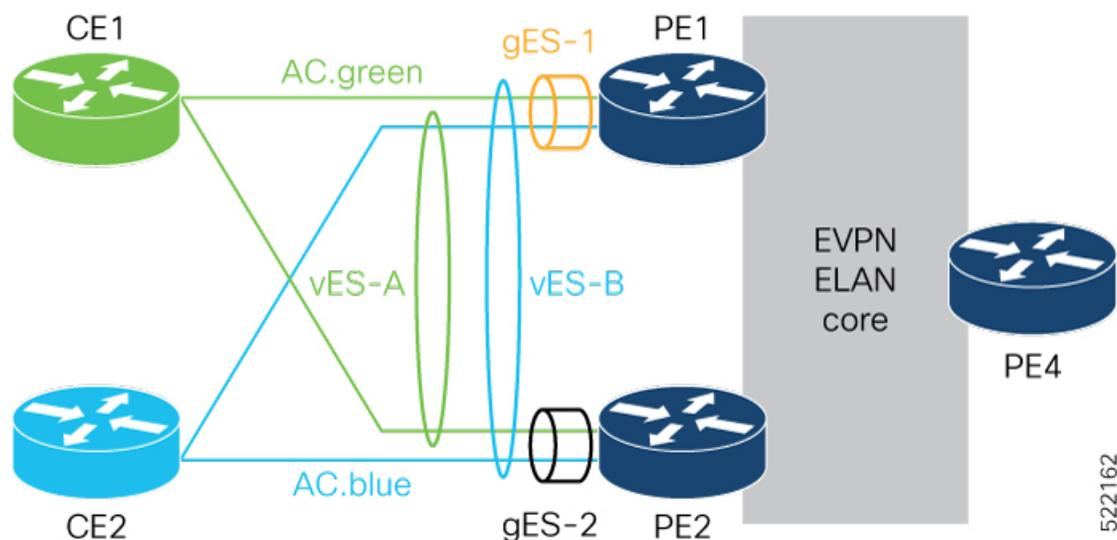 CE1
PE1
gES-1
AC.green
vES-A
vES-B
EVPN
ELAN
core
PE4
AC.blue
CE2
gES-2
PE2
522162